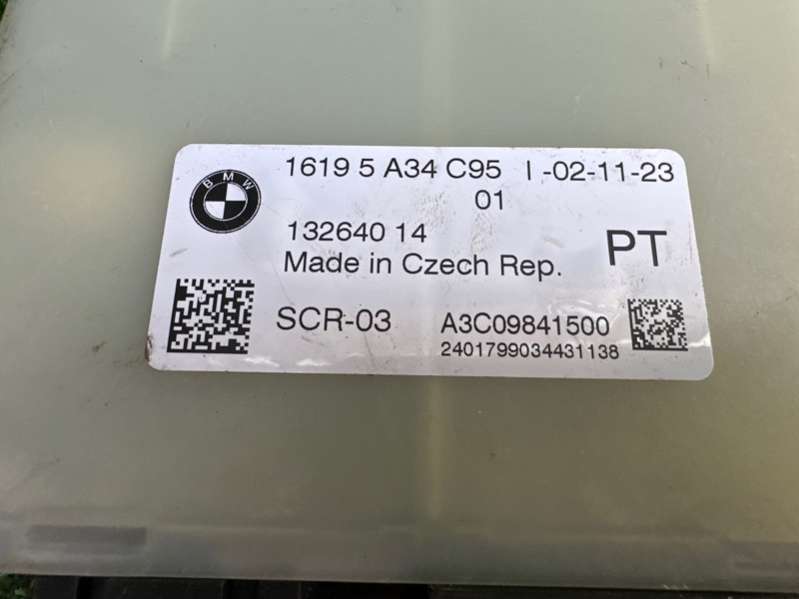 BMW
1619 5 A34 C95 I -02-11-23
01
132640 14
Made in Czech Rep.
PT
SCR-03 A3C09841500
2401799034431138